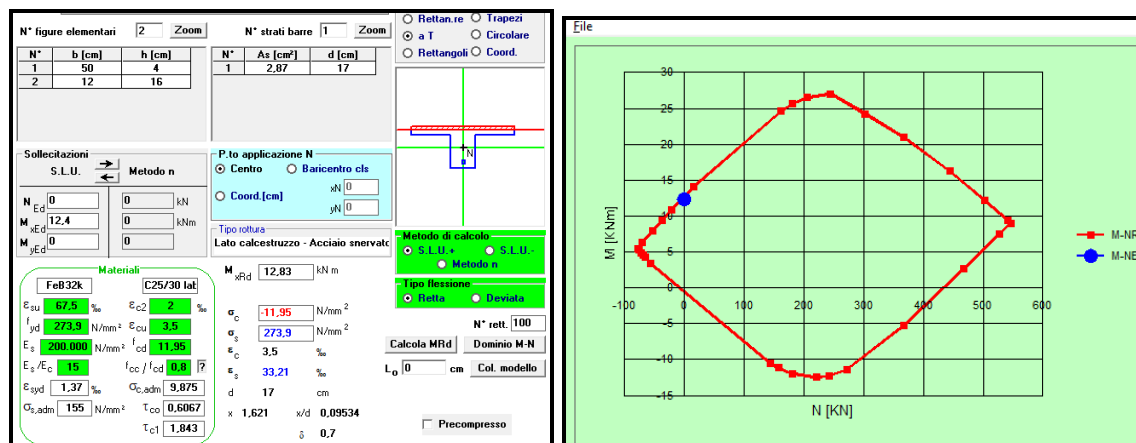 N° figure elementari 2 Zoom N° strati barre 1 Zoom
N° b [cm] h [cm]
1 50 4
2 12 16
N° As [cm²] d [cm]
1 2,87 17
Rettan.re Trapezi
a T Circolare
Rettangoli Coord.
N
Sollecitazioni
S.L.U. Metodo n
N Ed 0 0 kN
M xEd 12,4 0 kNm
M yEd 0 0
P.to applicazione N
Centro Baricentro cls
Coord.[cm] xN 0
yN 0
Tipo rottura
Lato calcestruzzo - Acciaio snervato
Metodo di calcolo
S.L.U.+ S.L.U.-
Metodo n
Tipo flessione
Retta Deviata
N° rett. 100
Calcola MRd Dominio M-N
L₀ 0 cm Col. modello
Precompresso
Materiali
FeB32k C25/30 lat
εsu 67,5 ‰ εc2 2 ‰
fyd 273,9 N/mm² εcu 3,5
Es 200.000 N/mm² fcd 11,95
Es/Ec 15 fcc / fcd 0,8 ?
εsyd 1,37 ‰ σc,adm 9,875
σs,adm 155 N/mm² τco 0,6067
τc1 1,843
M xRd 12,83 kN m
σc -11,95 N/mm²
σs 273,9 N/mm²
εc 3,5 ‰
εs 33,21 ‰
d 17 cm
x 1,621 x/d 0,09534
δ 0,7
File
30
25
20
15
10
5
0
-5
-10
-15
-100 0 100 200 300 400 500 600
M [KNm]
N [KN]
M-NR
M-NE